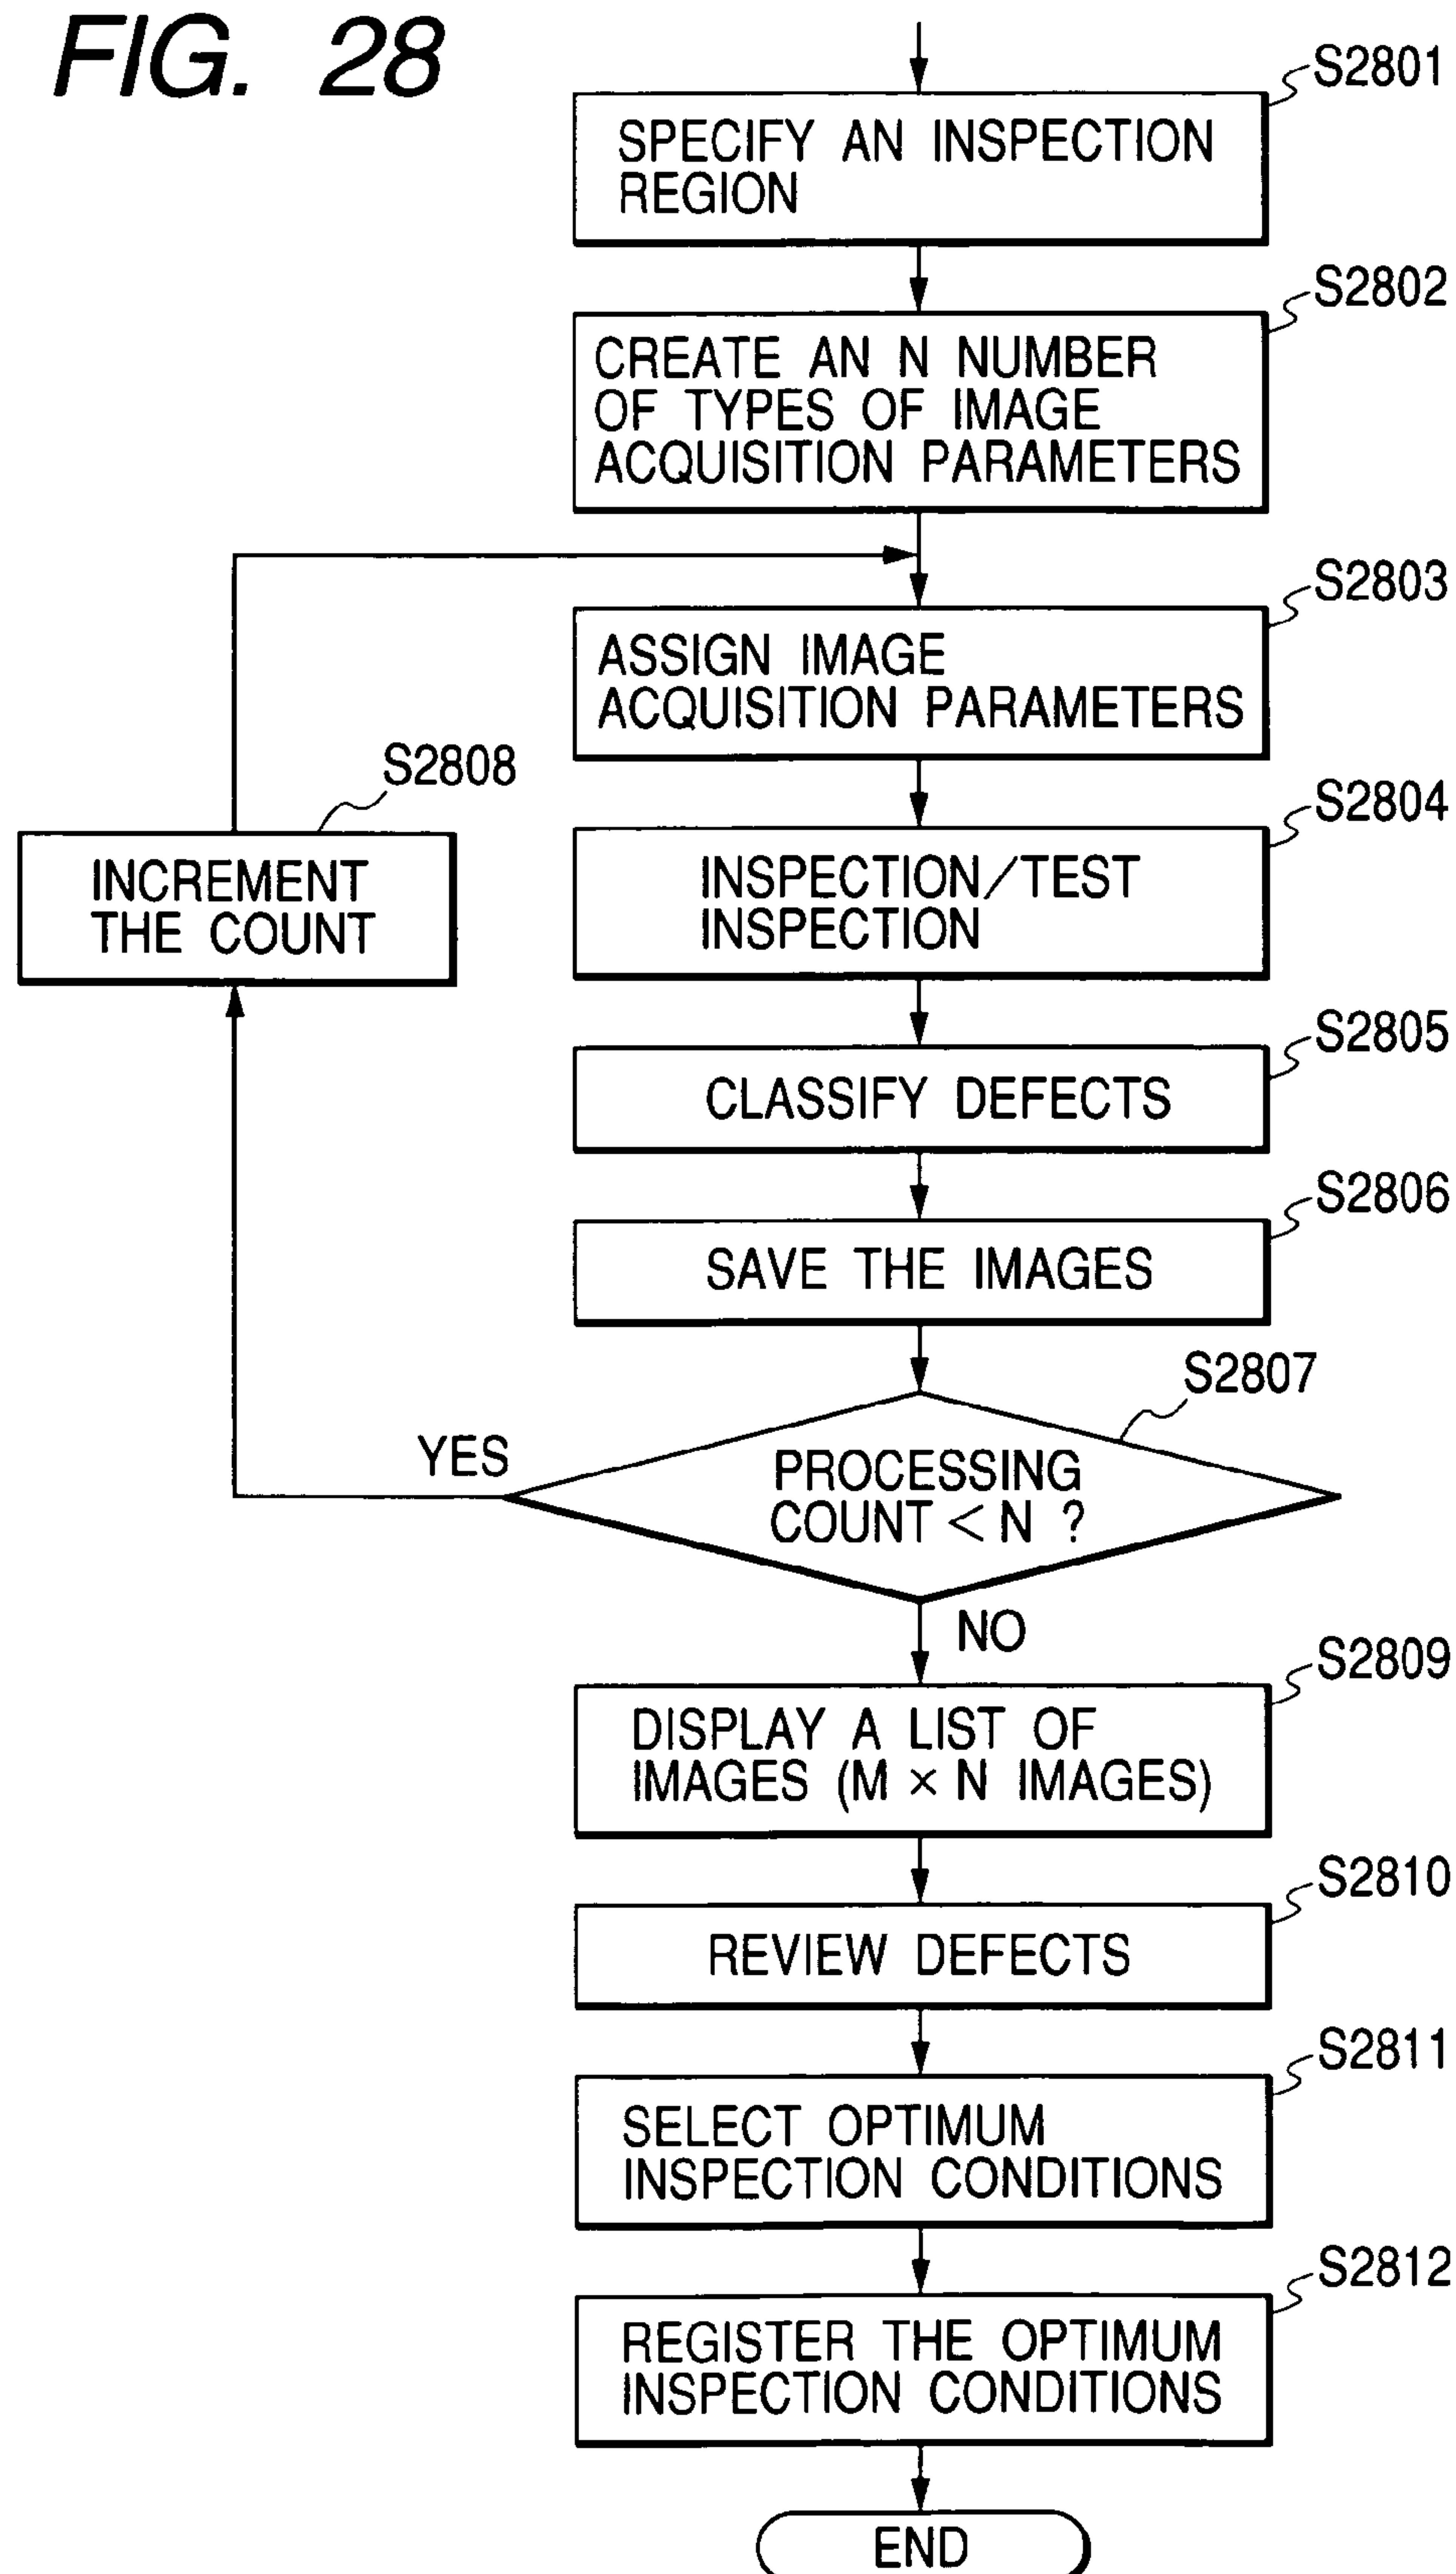 FIG. 28
S2801
SPECIFY AN INSPECTION
REGION
S2802
CREATE AN N NUMBER
OF TYPES OF IMAGE
ACQUISITION PARAMETERS
S2803
ASSIGN IMAGE
ACQUISITION PARAMETERS
S2808
INCREMENT
THE COUNT
S2804
INSPECTION/TEST
INSPECTION
S2805
CLASSIFY DEFECTS
S2806
SAVE THE IMAGES
S2807
YES
PROCESSING
COUNT < N ?
NO
S2809
DISPLAY A LIST OF
IMAGES (M × N IMAGES)
S2810
REVIEW DEFECTS
S2811
SELECT OPTIMUM
INSPECTION CONDITIONS
S2812
REGISTER THE OPTIMUM
INSPECTION CONDITIONS
END